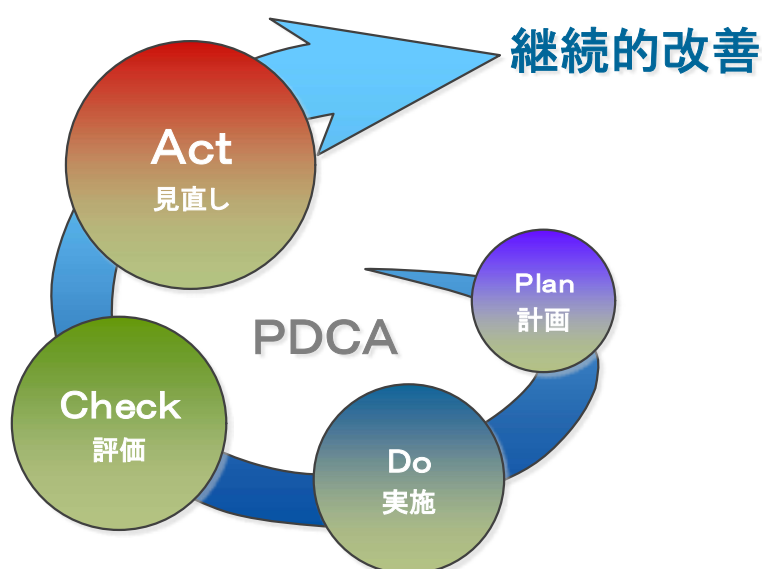 継続的改善
Act
見直し
Plan
計画
PDCA
Check
評価
Do
実施